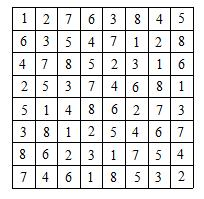 1 2 7 6 3 8 4 5
6 3 5 4 7 1 2 8
4 7 8 5 2 3 1 6
2 5 3 7 4 6 8 1
5 1 4 8 6 2 7 3
3 8 1 2 5 4 6 7
8 6 2 3 1 7 5 4
7 4 6 1 8 5 3 2